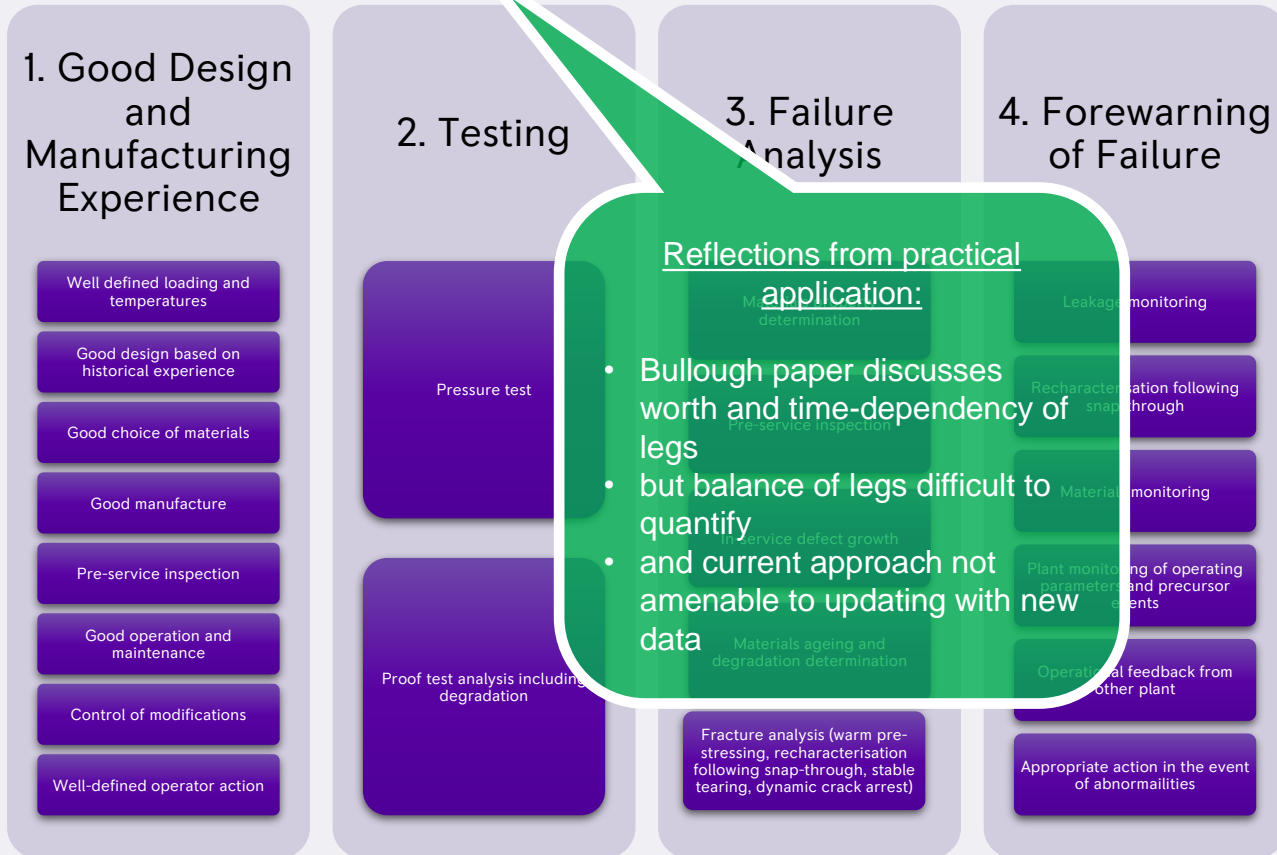 1. Good Design
and
Manufacturing
Experience
Well defined loading and
temperatures
Good design based on
historical experience
Good choice of materials
Good manufacture
Pre-service inspection
Good operation and
maintenance
Control of modifications
Well-defined operator action
2. Testing
Pressure test
Proof test analysis including
degradation
3. Failure
Analysis
determination
Pre-service inspection
In-service defect growth
Materials ageing and
degradation determination
Fracture analysis (warm pre-
stressing, recharacterisation
following snap-through, stable
tearing, dynamic crack arrest)
4. Forewarning
of Failure
Leakage monitoring
Recharacterisation following
snap-through
Materials monitoring
Plant monitoring of operating
parameters and precursor
events
Operational feedback from
other plant
Appropriate action in the event
of abnormailities
Reflections from practical
application:
• Bullough paper discusses
worth and time-dependency of
legs
• but balance of legs difficult to
quantify
• and current approach not
amenable to updating with new
data